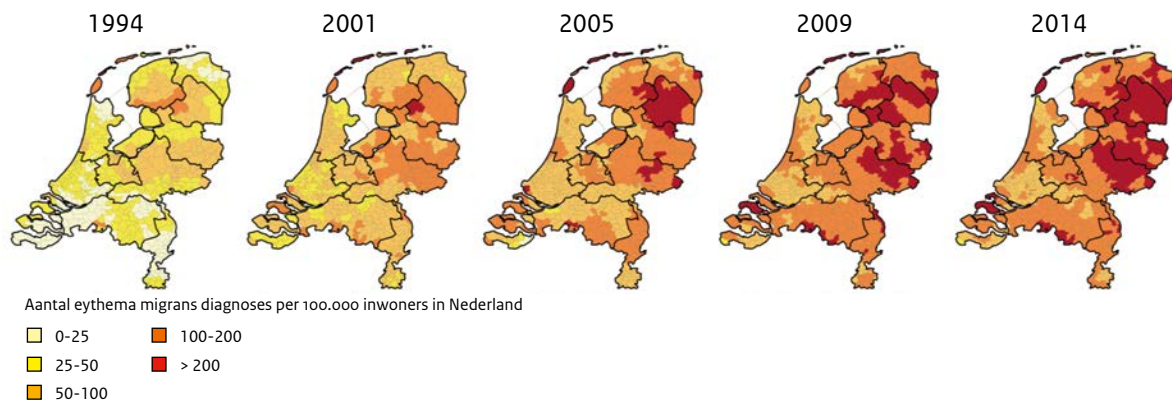 1994 2001 2005 2009 2014
Aantal eythema migrans diagnoses per 100.000 inwoners in Nederland
0-25 100-200
25-50 > 200
50-100